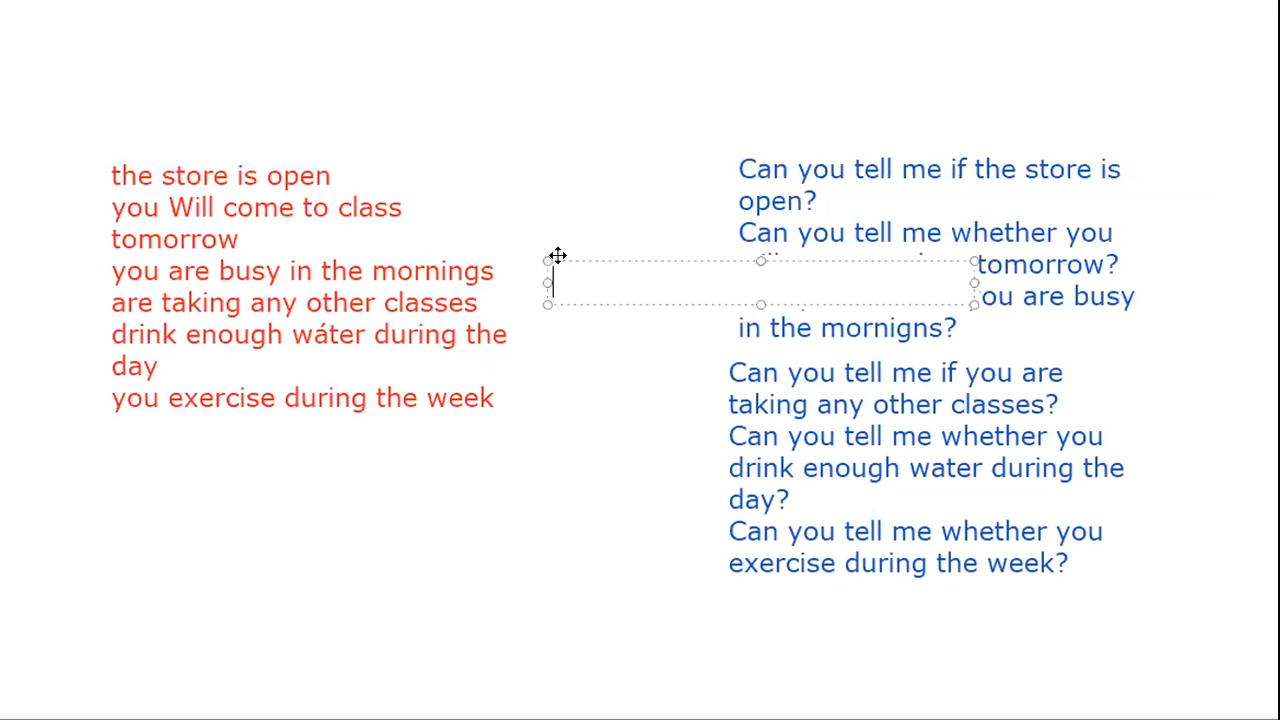 the store is open
you Will come to class
tomorrow
you are busy in the mornings
are taking any other classes
drink enough wáter during the
day
you exercise during the week
Can you tell me if the store is
open?
Can you tell me whether you
tomorrow?
ou are busy
in the mornigns?
Can you tell me if you are
taking any other classes?
Can you tell me whether you
drink enough water during the
day?
Can you tell me whether you
exercise during the week?